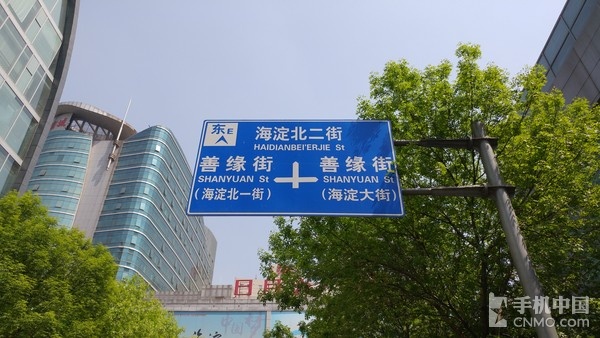 东E
海淀北二街
HAIDIANBEI'ERJIE St
善缘街 善缘街
SHANYUAN St SHANYUAN St
(海淀北一街) (海淀大街)
手机中国
CNMO.COM